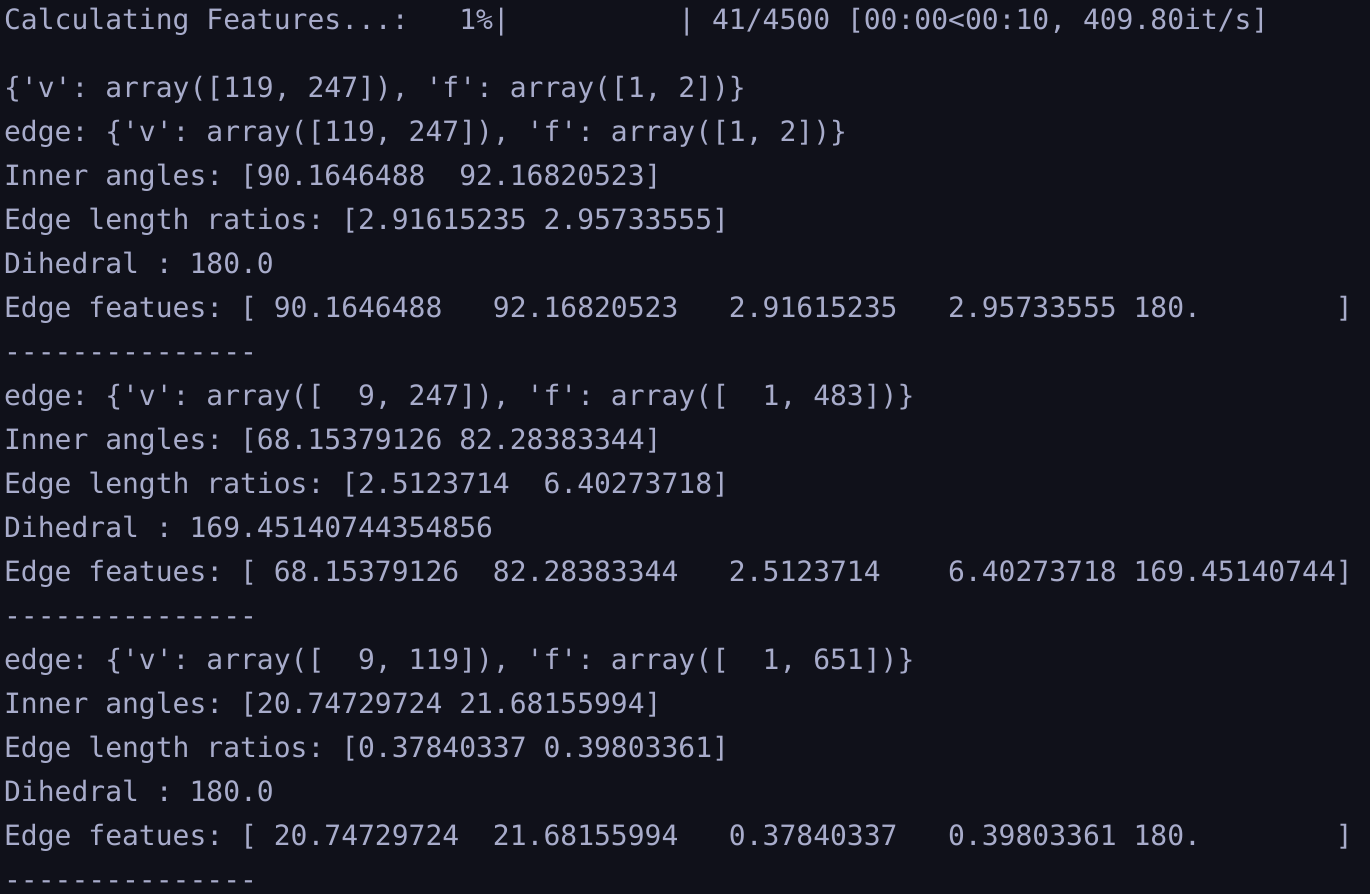 Calculating Features...:   1%|          | 41/4500 [00:00<00:10, 409.80it/s]
{'v': array([119, 247]), 'f': array([1, 2])}
edge: {'v': array([119, 247]), 'f': array([1, 2])}
Inner angles: [90.1646488  92.16820523]
Edge length ratios: [2.91615235 2.95733555]
Dihedral : 180.0
Edge featues: [ 90.1646488   92.16820523   2.91615235   2.95733555 180.        ]
---------------
edge: {'v': array([  9, 247]), 'f': array([  1, 483])}
Inner angles: [68.15379126 82.28383344]
Edge length ratios: [2.5123714  6.40273718]
Dihedral : 169.45140744354856
Edge featues: [ 68.15379126  82.28383344   2.5123714    6.40273718 169.45140744]
---------------
edge: {'v': array([  9, 119]), 'f': array([  1, 651])}
Inner angles: [20.74729724 21.68155994]
Edge length ratios: [0.37840337 0.39803361]
Dihedral : 180.0
Edge featues: [ 20.74729724  21.68155994   0.37840337   0.39803361 180.        ]
---------------